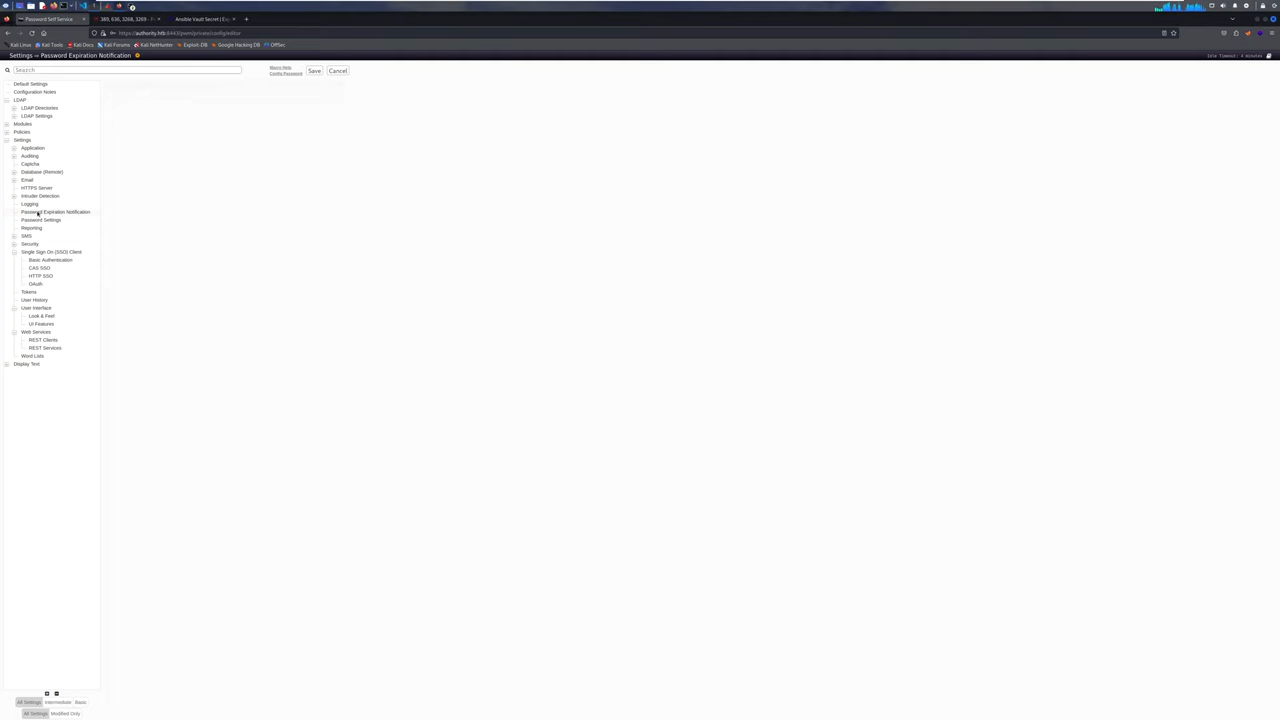 Password Self Service
389, 636, 3268, 3269 - P
Ansible Vault Secret | Ex
https://authority.htb:8443/pwm/private/config/editor
Kali Linux
Kali Tools
Kali Docs
Kali Forums
Kali NetHunter
Exploit-DB
Google Hacking DB
OffSec
Settings ⇨ Password Expiration Notification
Idle Timeout: 4 minutes
Search
Macro Help
Config Password
Save
Cancel
Default Settings
Configuration Notes
LDAP
LDAP Directories
LDAP Settings
Modules
Policies
Settings
Application
Auditing
Captcha
Database (Remote)
Email
HTTPS Server
Intruder Detection
Logging
Password Expiration Notification
Password Settings
Reporting
SMS
Security
Single Sign On (SSO) Client
Basic Authentication
CAS SSO
HTTP SSO
OAuth
Tokens
User History
User Interface
Look & Feel
UI Features
Web Services
REST Clients
REST Services
Word Lists
Display Text
All Settings Intermediate Basic
All Settings Modified Only